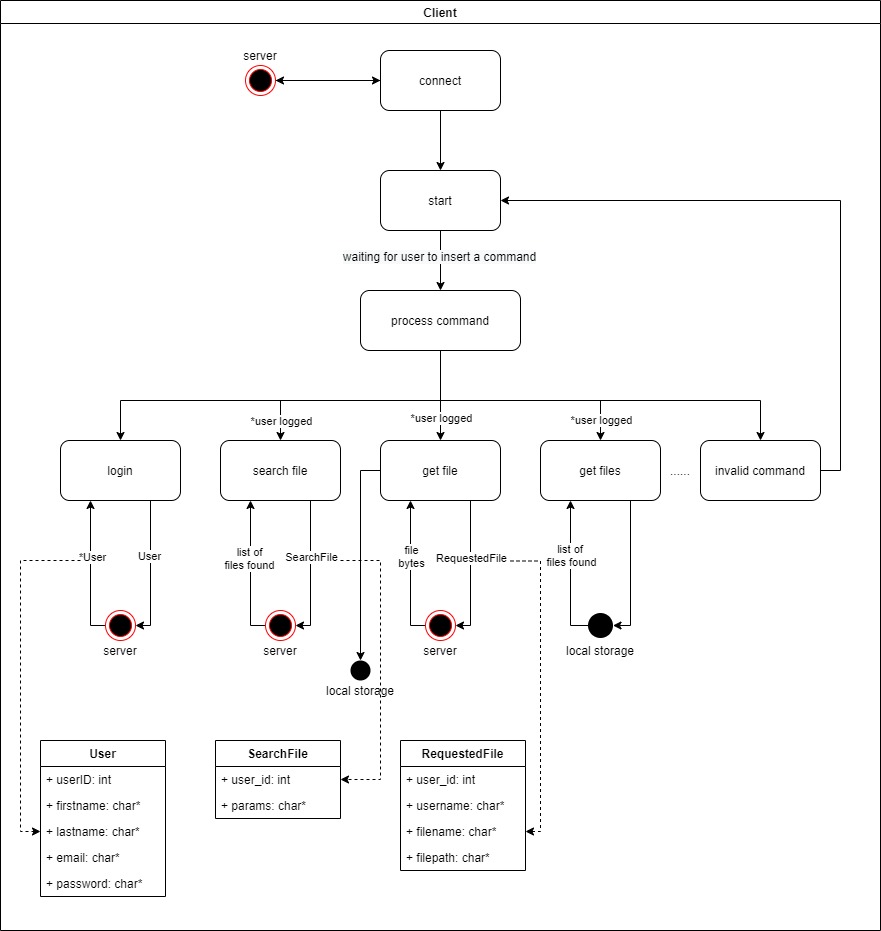 Client
server
connect
start
waiting for user to insert a command
process command
*user logged
*user logged
*user logged
login
search file
get file
get files
......
invalid command
*User
User
list of
files found
SearchFile
file
bytes
RequestedFile
list of
files found
server
server
server
local storage
local storage
User
+ userID: int
+ firstname: char*
+ lastname: char*
+ email: char*
+ password: char*
SearchFile
+ user_id: int
+ params: char*
RequestedFile
+ user_id: int
+ username: char*
+ filename: char*
+ filepath: char*